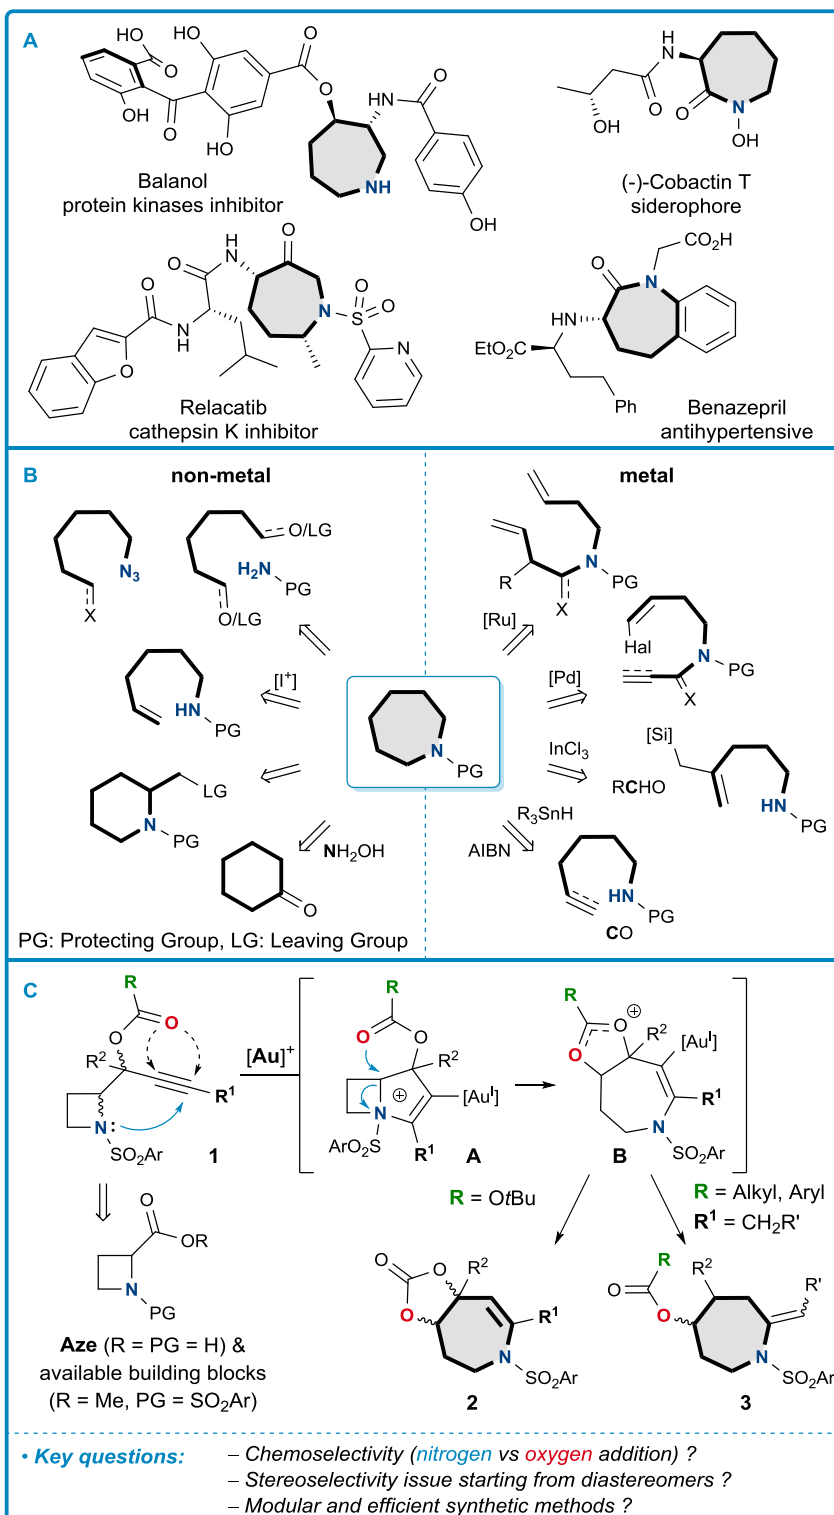 A
HO
O
HO
OH
O
OH
O
O
HN
O
NH
OH
HO
Balanol
protein kinases inhibitor
H
N
O
OH
O
N
OH
(-)-Cobactin T
siderophore
H
N
O
O
O
N
H
O
N
S
O
O
N
Relacatib
cathepsin K inhibitor
CO2H
O
N
HN
EtO2C
Ph
Benazepril
antihypertensive
B
non-metal
metal
N3
X
O/LG
H2N
PG
O/LG
R
N
PG
X
[Ru]
Hal
N
PG
X
[I+]
[Pd]
HN
PG
N
PG
InCl3
[Si]
RCHO
HN
PG
LG
N
PG
R3SnH
AIBN
NH2OH
O
HN
PG
CO
PG: Protecting Group, LG: Leaving Group
C
R
O
O
R2
R1
N:
SO2Ar
1
[Au]+
R
O
O
R2
[AuI]
N
ArO2S
R1
A
R
O
O
R2
[AuI]
R1
N
SO2Ar
B
R = OtBu
R = Alkyl, Aryl
R1 = CH2R'
O
OR
N
PG
Aze (R = PG = H) &
available building blocks
(R = Me, PG = SO2Ar)
O
O
O
R2
R1
N
SO2Ar
2
R
O
O
R2
R'
N
SO2Ar
3
• Key questions:
– Chemoselectivity (nitrogen vs oxygen addition) ?
– Stereoselectivity issue starting from diastereomers ?
– Modular and efficient synthetic methods ?